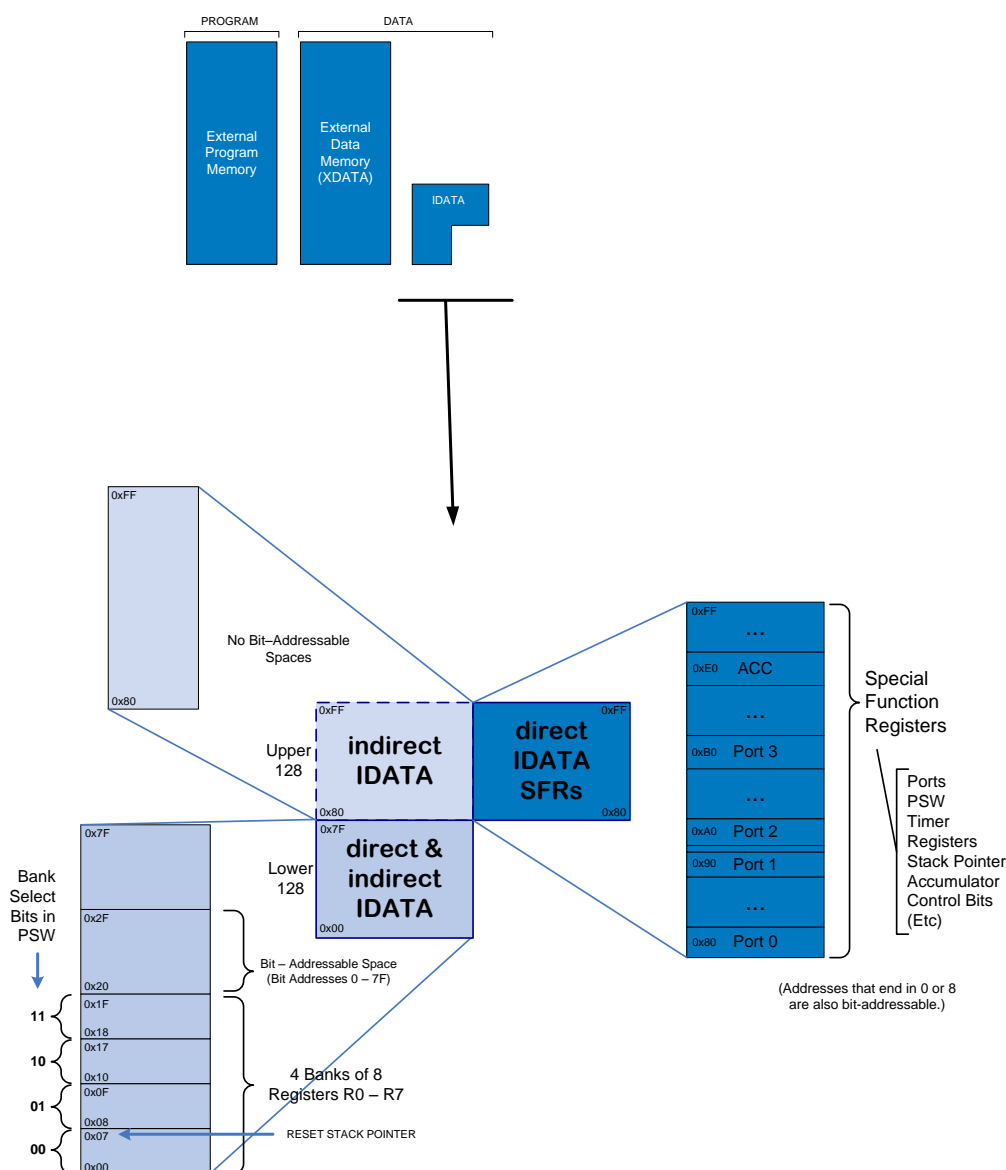 PROGRAM
DATA
External
Program
Memory
External
Data
Memory
(XDATA)
IDATA
0xFF
0x80
No Bit–Addressable
Spaces
Upper
128
0xFF
indirect
IDATA
0x80
0xFF
direct
IDATA
SFRs
0x80
Lower
128
0x7F
direct &
indirect
IDATA
0x00
0xFF
...
0xE0 ACC
...
0xB0 Port 3
...
0xA0 Port 2
0x90 Port 1
...
0x80 Port 0
Special
Function
Registers
Ports
PSW
Timer
Registers
Stack Pointer
Accumulator
Control Bits
(Etc)
(Addresses that end in 0 or 8
are also bit-addressable.)
Bank
Select
Bits in
PSW
0x7F
0x2F
0x20
Bit – Addressable Space
(Bit Addresses 0 – 7F)
11
0x1F
0x18
10
0x17
0x10
01
0x0F
0x08
00
0x07
0x00
4 Banks of 8
Registers R0 – R7
RESET STACK POINTER